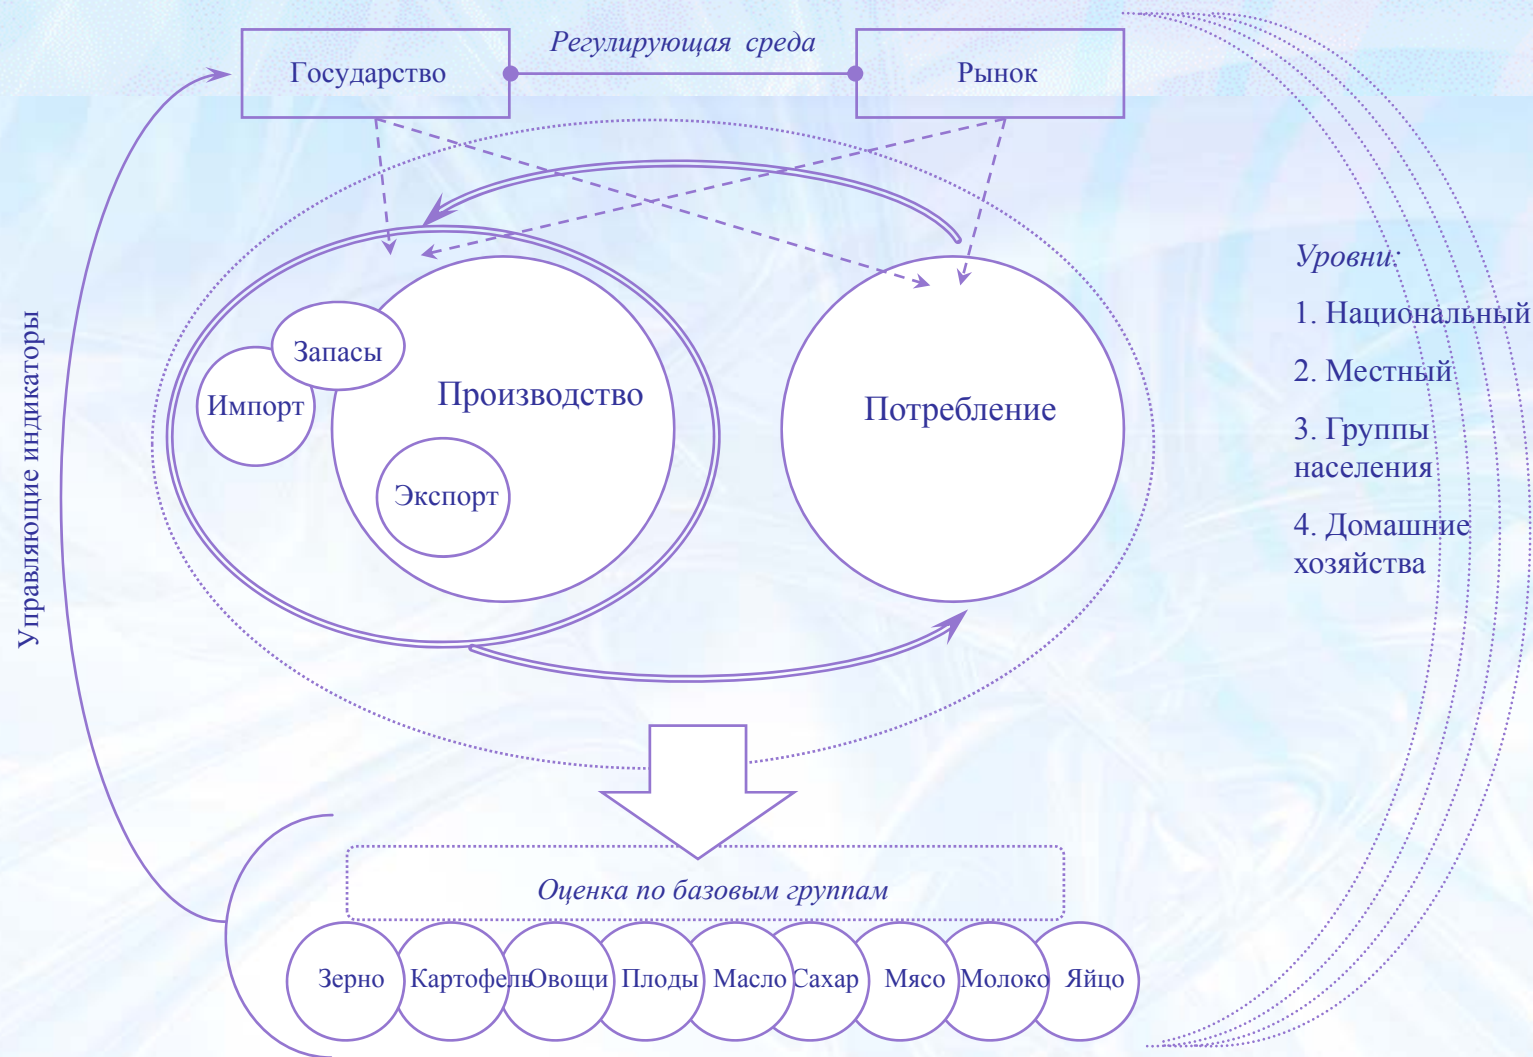 Регулирующая среда
Государство
Рынок
Управляющие индикаторы
Запасы
Импорт
Производство
Экспорт
Потребление
Уровни:
1. Национальный
2. Местный
3. Группы
населения
4. Домашние
хозяйства
Оценка по базовым группам
Зерно
Картофель
Овощи
Плоды
Масло
Сахар
Мясо
Молоко
Яйцо